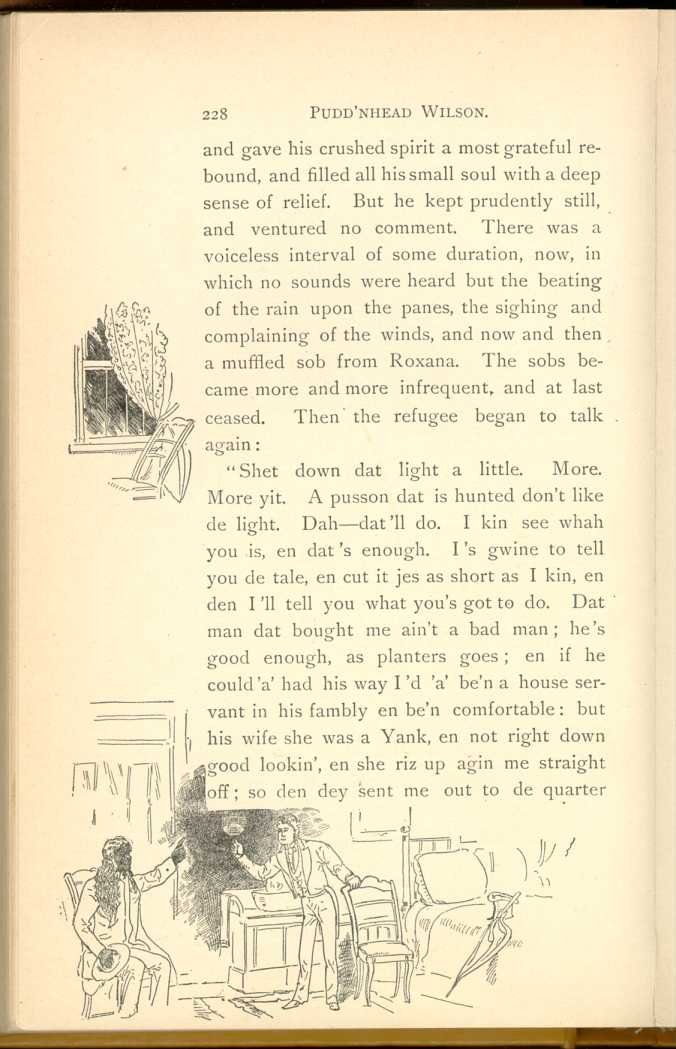 228 PUDD'NHEAD WILSON.
and gave his crushed spirit a most grateful re-
bound, and filled all his small soul with a deep
sense of relief. But he kept prudently still,
and ventured no comment. There was a
voiceless interval of some duration, now, in
which no sounds were heard but the beating
of the rain upon the panes, the sighing and
complaining of the winds, and now and then
a muffled sob from Roxana. The sobs be-
came more and more infrequent, and at last
ceased. Then the refugee began to talk
again:
"Shet down dat light a little. More.
More yit. A pusson dat is hunted don't like
de light. Dah—dat 'll do. I kin see whah
you is, en dat 's enough. I 's gwine to tell
you de tale, en cut it jes as short as I kin, en
den I 'll tell you what you's got to do. Dat
man dat bought me ain't a bad man; he's
good enough, as planters goes; en if he
could 'a' had his way I 'd 'a' be'n a house ser-
vant in his fambly en be'n comfortable: but
his wife she was a Yank, en not right down
good lookin', en she riz up agin me straight
off; so den dey sent me out to de quarter